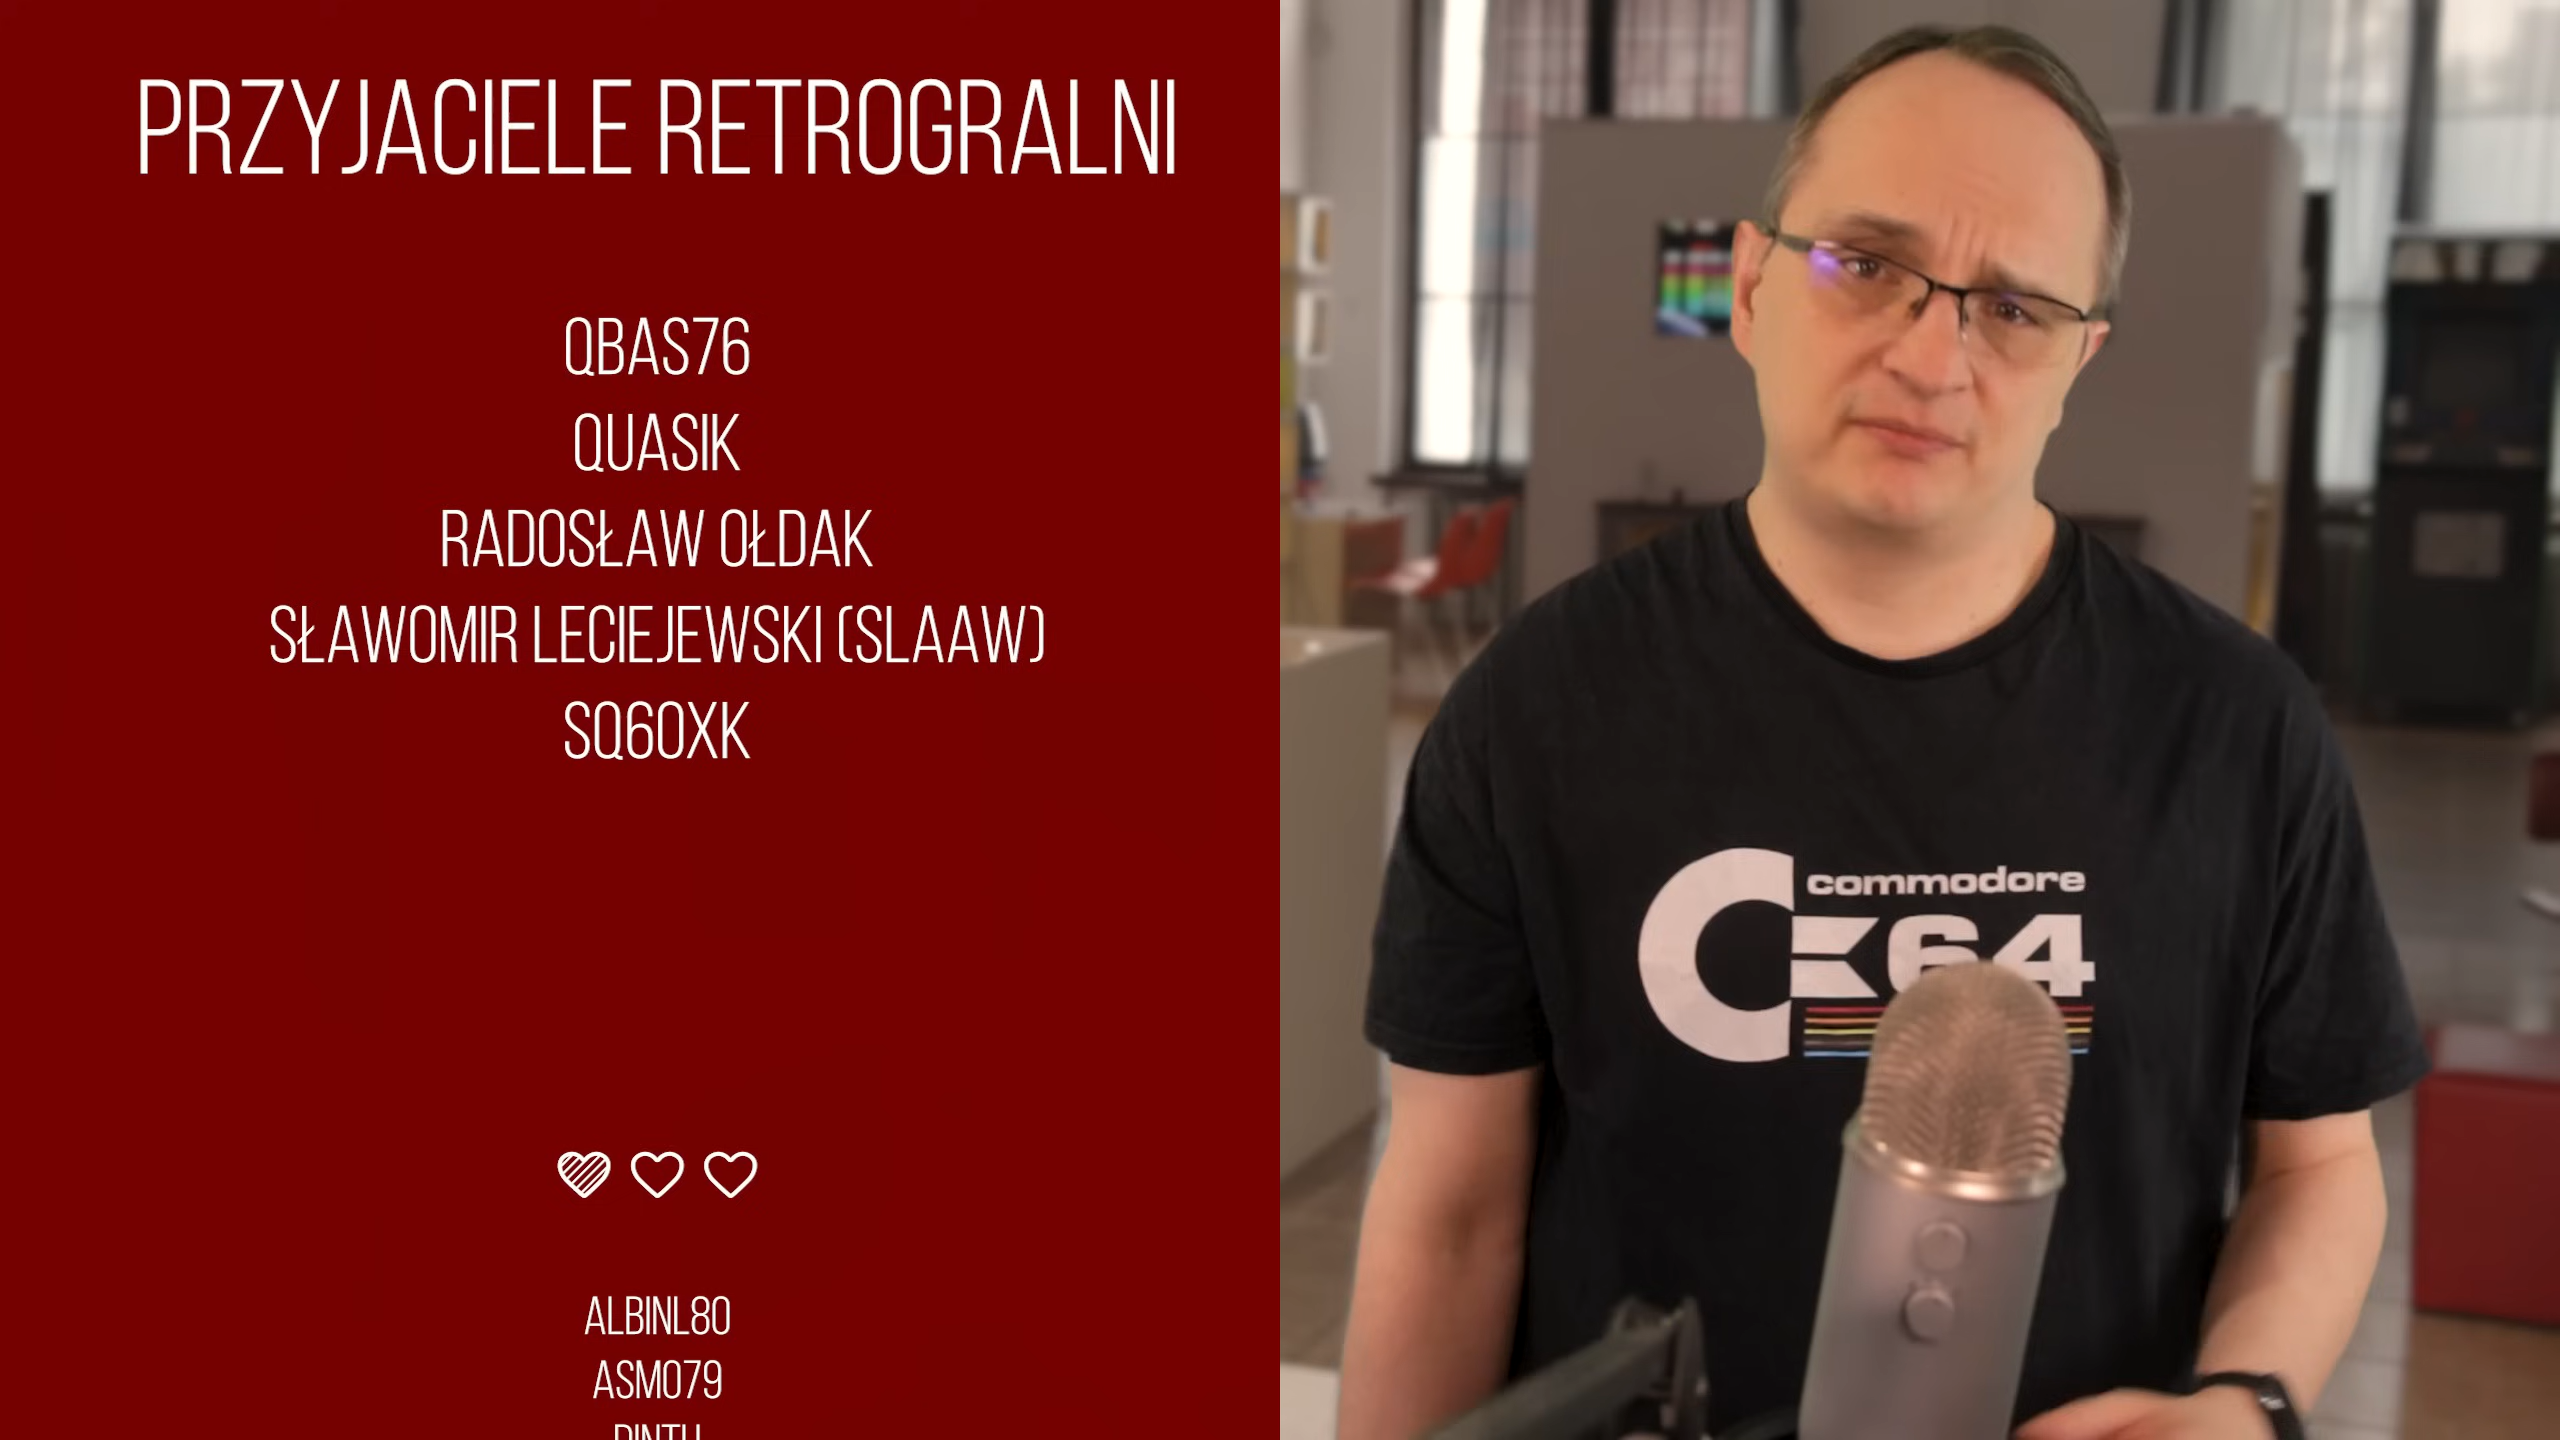 PRZYJACIELE RETROGRALNI
QBAS76
QUASIK
RADOSŁAW OŁDAK
SŁAWOMIR LECIEJEWSKI (SLAAW)
SQ6OXK
ALBINL80
ASM079
commodore
64